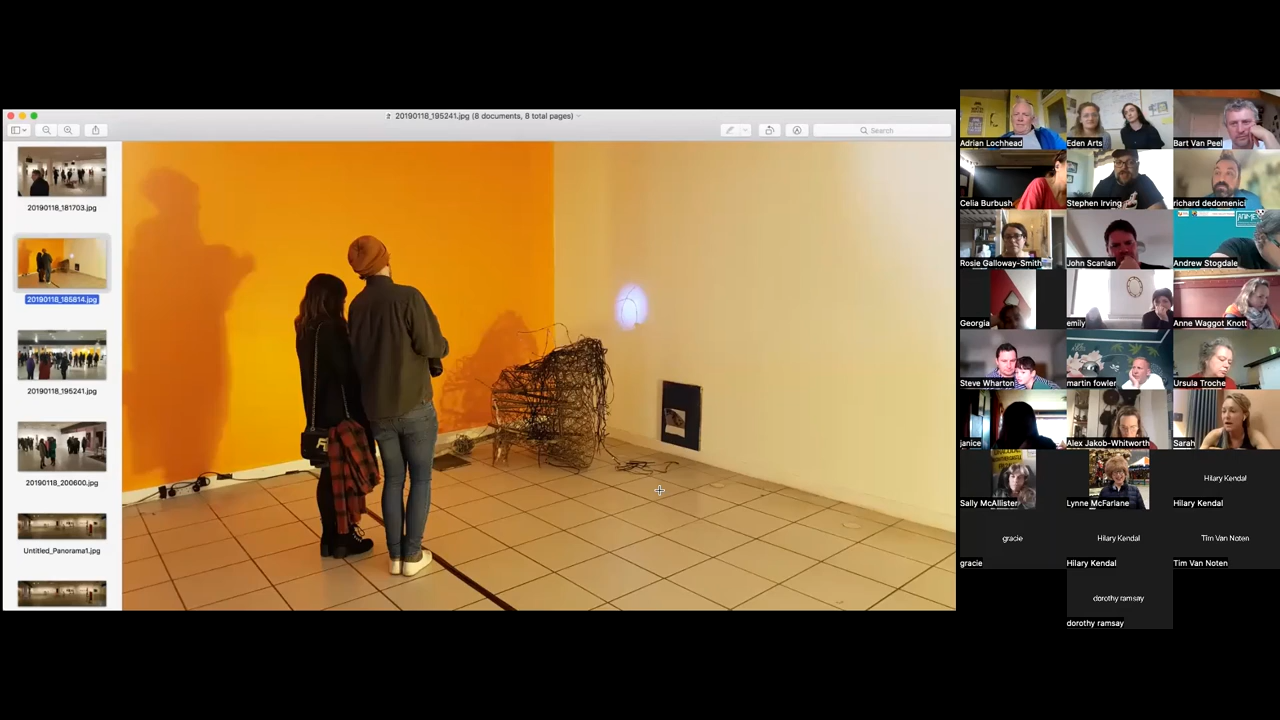 20190118_195241.jpg (8 documents, 8 total pages)
Search
20190118_181703.jpg
20190118_185814.jpg
20190118_195241.jpg
20190118_200600.jpg
Untitled_Panorama1.jpg
Adrian Lochhead
Eden Arts
Bart Van Peel
Celia Burbush
Stephen Irving
richard dedomenici
Rosie Galloway-Smith
John Scanlan
ANIME
Andrew Stogdale
Georgia
emily
Anne Waggot Knott
Steve Wharton
martin fowler
Ursula Troche
janice
Alex Jakob-Whitworth
Sarah
Sally McAllister
Lynne McFarlane
Hilary Kendal
Hilary Kendal
gracie
gracie
Hilary Kendal
Hilary Kendal
Tim Van Noten
Tim Van Noten
dorothy ramsay
dorothy ramsay